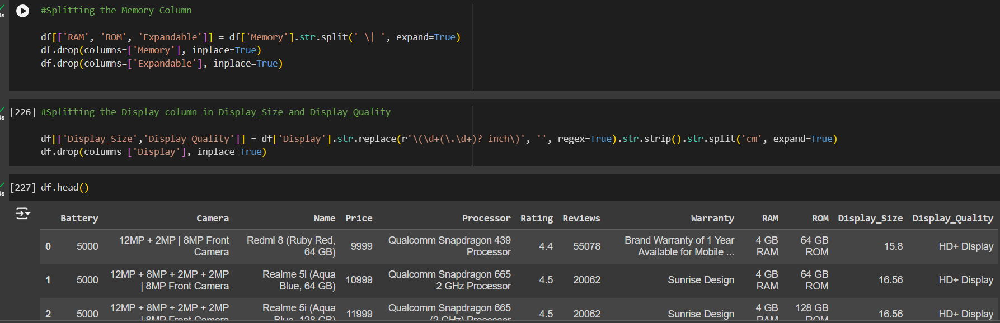 #Splitting the Memory Column
df[['RAM', 'ROM', 'Expandable']] = df['Memory'].str.split(' \| ', expand=True)
df.drop(columns=['Memory'], inplace=True)
df.drop(columns=['Expandable'], inplace=True)
[226] #Splitting the Display column in Display_Size and Display_Quality
df[['Display_Size','Display_Quality']] = df['Display'].str.replace(r'\(\d+(\.\d+)? inch\)', '', regex=True).str.strip().str.split('cm', expand=True)
df.drop(columns=['Display'], inplace=True)
[227] df.head()
Battery Camera Name Price Processor Rating Reviews Warranty RAM ROM Display_Size Display_Quality
0 5000 12MP + 2MP | 8MP Front Camera Redmi 8 (Ruby Red, 64 GB) 9999 Qualcomm Snapdragon 439 Processor 4.4 55078 Brand Warranty of 1 Year Available for Mobile ... 4 GB RAM 64 GB ROM 15.8 HD+ Display
1 5000 12MP + 8MP + 2MP + 2MP | 8MP Front Camera Realme 5i (Aqua Blue, 64 GB) 10999 Qualcomm Snapdragon 665 2 GHz Processor 4.5 20062 Sunrise Design 4 GB RAM 64 GB ROM 16.56 HD+ Display
2 5000 12MP + 8MP + 2MP + 2MP | 8MP Front Camera Realme 5i (Aqua Blue, 128 GB) 11999 Qualcomm Snapdragon 665 (2 GHz) Processor 4.5 20062 Sunrise Design 4 GB RAM 128 GB ROM 16.56 HD+ Display